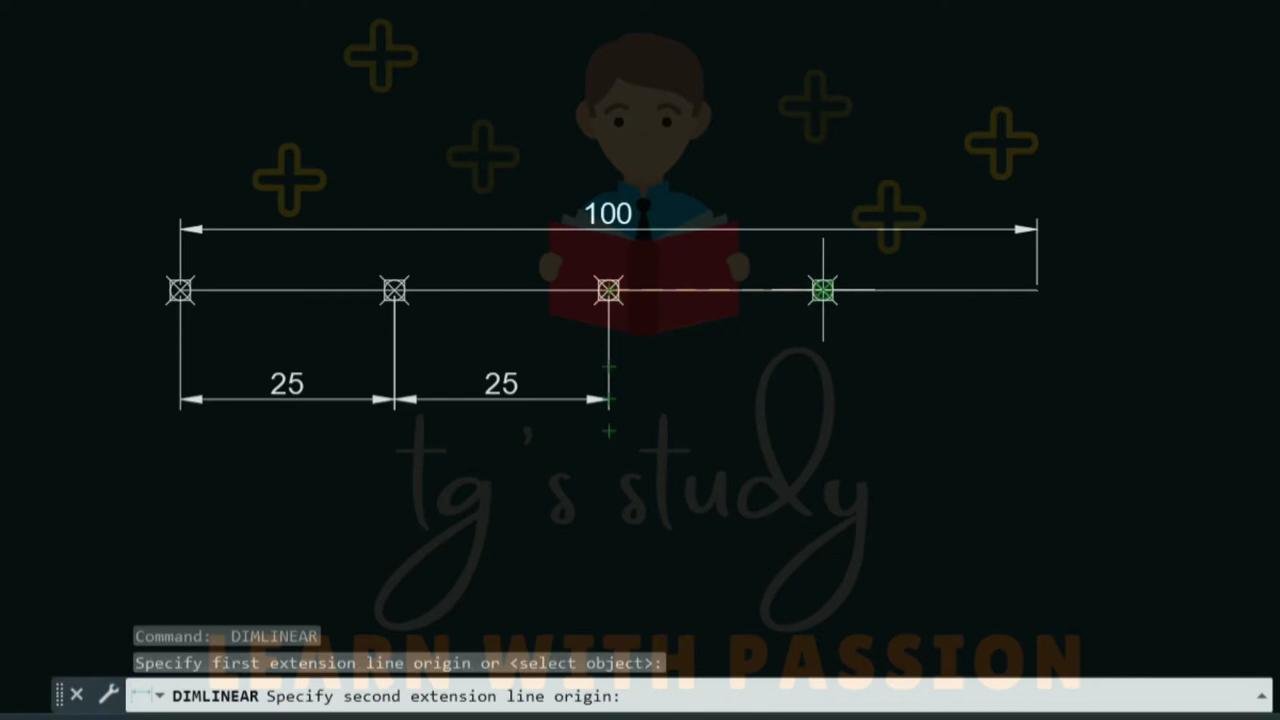 100
25 25
tg's study
LEARN WITH PASSION
Command: DIMLINEAR
Specify first extension line origin or <select object>:
DIMLINEAR Specify second extension line origin: